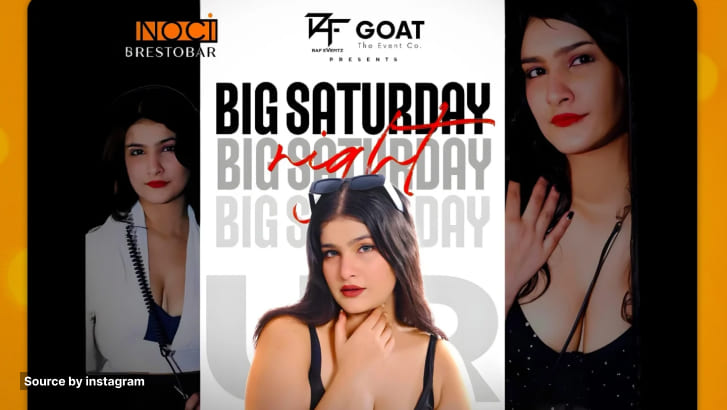 NOCI
BRESTOBAR
RAF EVENTZ
GOAT
The Event Co.
PRESENTS
BIG SATURDAY
night
BIG SATURDAY
BIG SATURDAY
Source by instagram